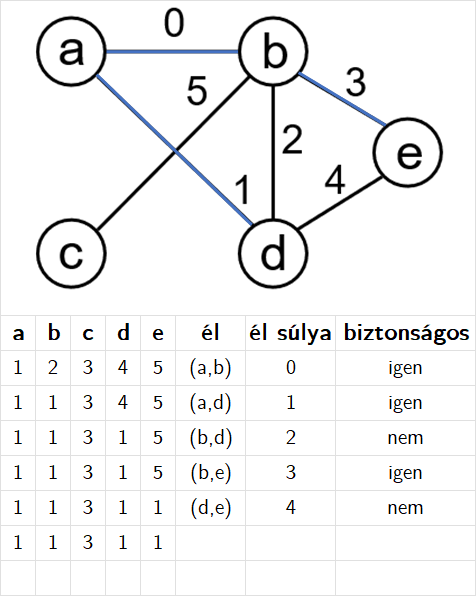 0
a b
5 3
2 e
1 4
c d
a b c d e él él súlya biztonságos
1 2 3 4 5 (a,b) 0 igen
1 1 3 4 5 (a,d) 1 igen
1 1 3 1 5 (b,d) 2 nem
1 1 3 1 5 (b,e) 3 igen
1 1 3 1 1 (d,e) 4 nem
1 1 3 1 1